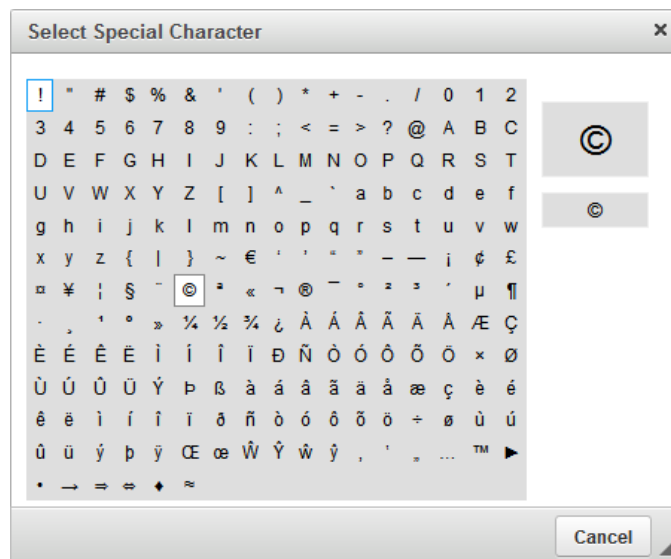 Select Special Character ×
! " # $ % & ' ( ) * + - . / 0 1 2
3 4 5 6 7 8 9 : ; < = > ? @ A B C
D E F G H I J K L M N O P Q R S T
U V W X Y Z [ ] ^ _ ` a b c d e f
g h i j k l m n o p q r s t u v w
x y z { | } ~ € ‘ ’ “ ” – — ¡ ¢ £
¤ ¥ ¦ § ¨ © ª « ¬ ® ¯ ° ² ³ ´ µ ¶
· ¸ ¹ º » ¼ ½ ¾ ¿ À Á Â Ã Ä Å Æ Ç
È É Ê Ë Ì Í Î Ï Ð Ñ Ò Ó Ô Õ Ö × Ø
Ù Ú Û Ü Ý Þ ß à á â ã ä å æ ç è é
ê ë ì í î ï ð ñ ò ó ô õ ö ÷ ø ù ú
û ü ý þ ÿ Œ œ Ŵ Ŷ ŵ ŷ ‚ ‛ „ … ™ ►
• → ⇒ ⇔ ♦ ≈
©
©
Cancel